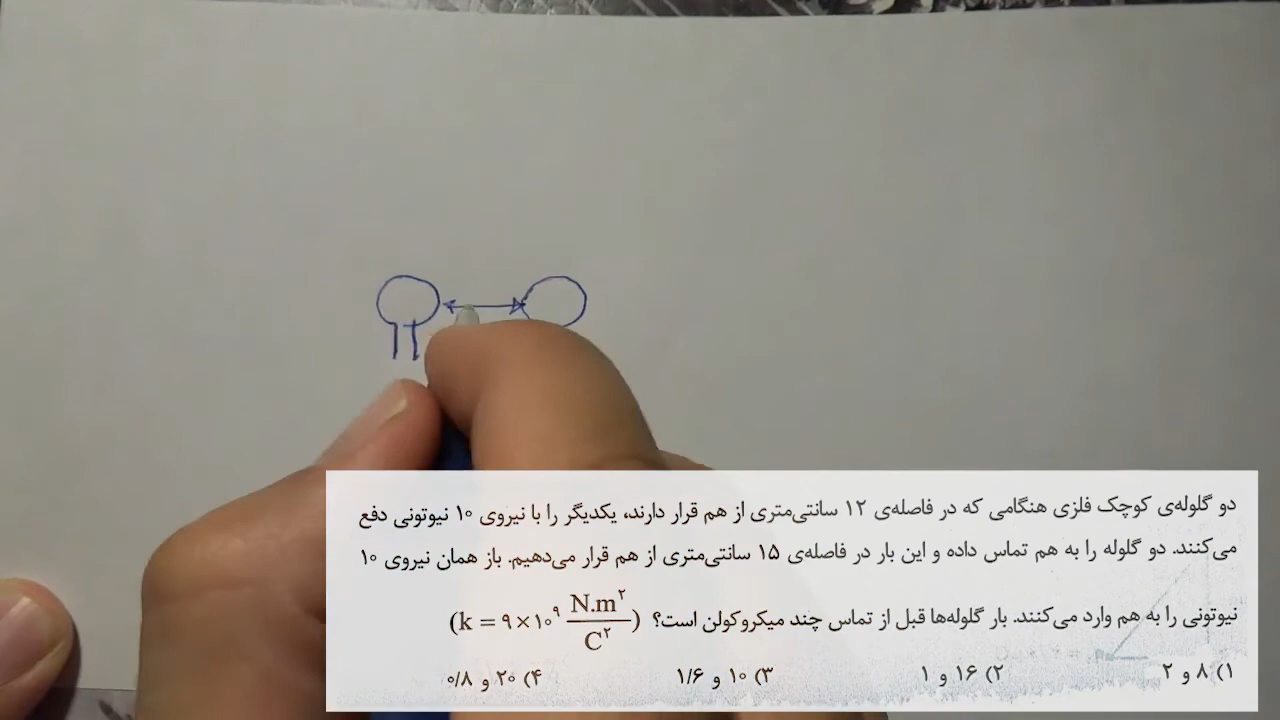 دو گلوله‌ی کوچک فلزی هنگامی که در فاصله‌ی ۱۲ سانتی‌متری از هم قرار دارند، یکدیگر را با نیروی ۱۰ نیوتونی دفع
می‌کنند. دو گلوله را به هم تماس داده و این بار در فاصله‌ی ۱۵ سانتی‌متری از هم قرار می‌دهیم. باز همان نیروی ۱۰
نیوتونی را به هم وارد می‌کنند. بار گلوله‌ها قبل از تماس چند میکروکولن است؟ (k = ۹×۱۰^۹ N.m^۲/C^۲)
۱) ۸ و ۲ ۲) ۱۶ و ۱ ۳) ۱۰ و ۱/۶ ۴) ۲۰ و ۰/۸